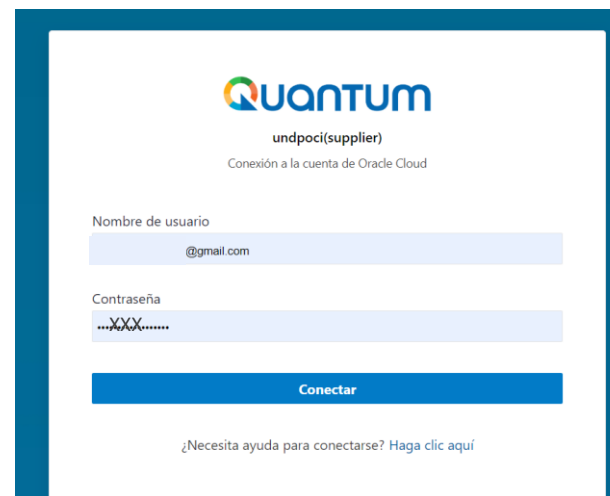 QUANTUM
undpoci(supplier)
Conexión a la cuenta de Oracle Cloud
Nombre de usuario
@gmail.com
Contraseña
...XXX.......
Conectar
¿Necesita ayuda para conectarse? Haga clic aquí